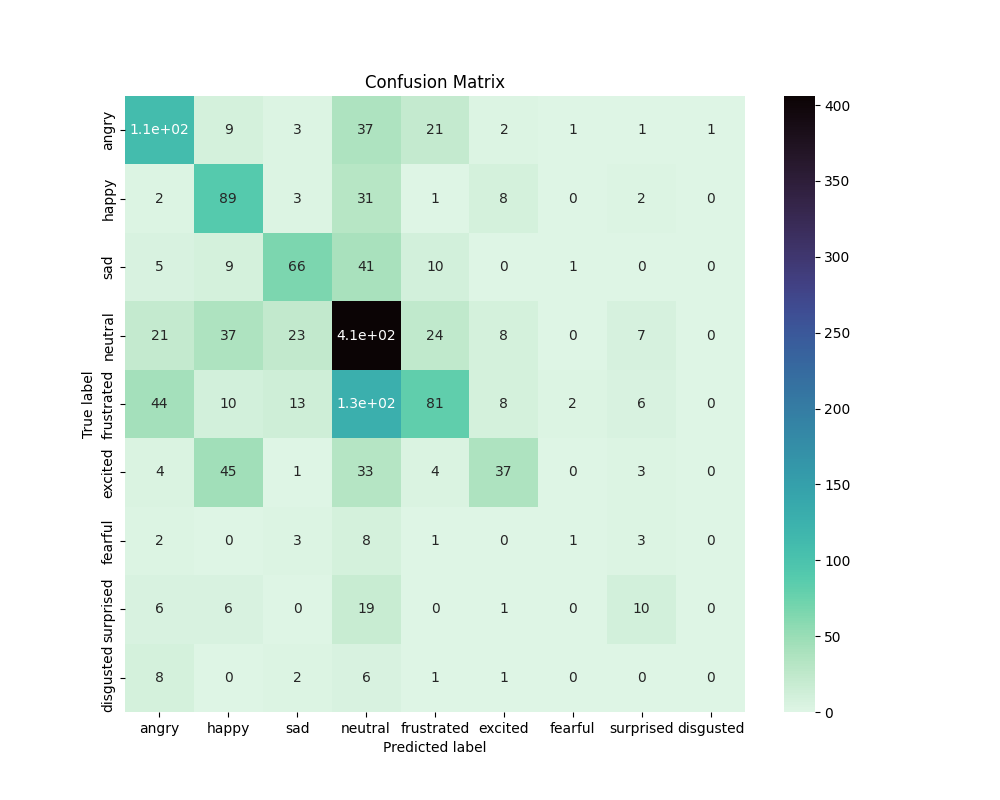 Confusion Matrix
angry 1.1e+02 9 3 37 21 2 1 1 1
happy 2 89 3 31 1 8 0 2 0
sad 5 9 66 41 10 0 1 0 0
neutral 21 37 23 4.1e+02 24 8 0 7 0
frustrated 44 10 13 1.3e+02 81 8 2 6 0
excited 4 45 1 33 4 37 0 3 0
fearful 2 0 3 8 1 0 1 3 0
surprised 6 6 0 19 0 1 0 10 0
disgusted 8 0 2 6 1 1 0 0 0
True label
angry happy sad neutral frustrated excited fearful surprised disgusted
Predicted label
400
350
300
250
200
150
100
50
0